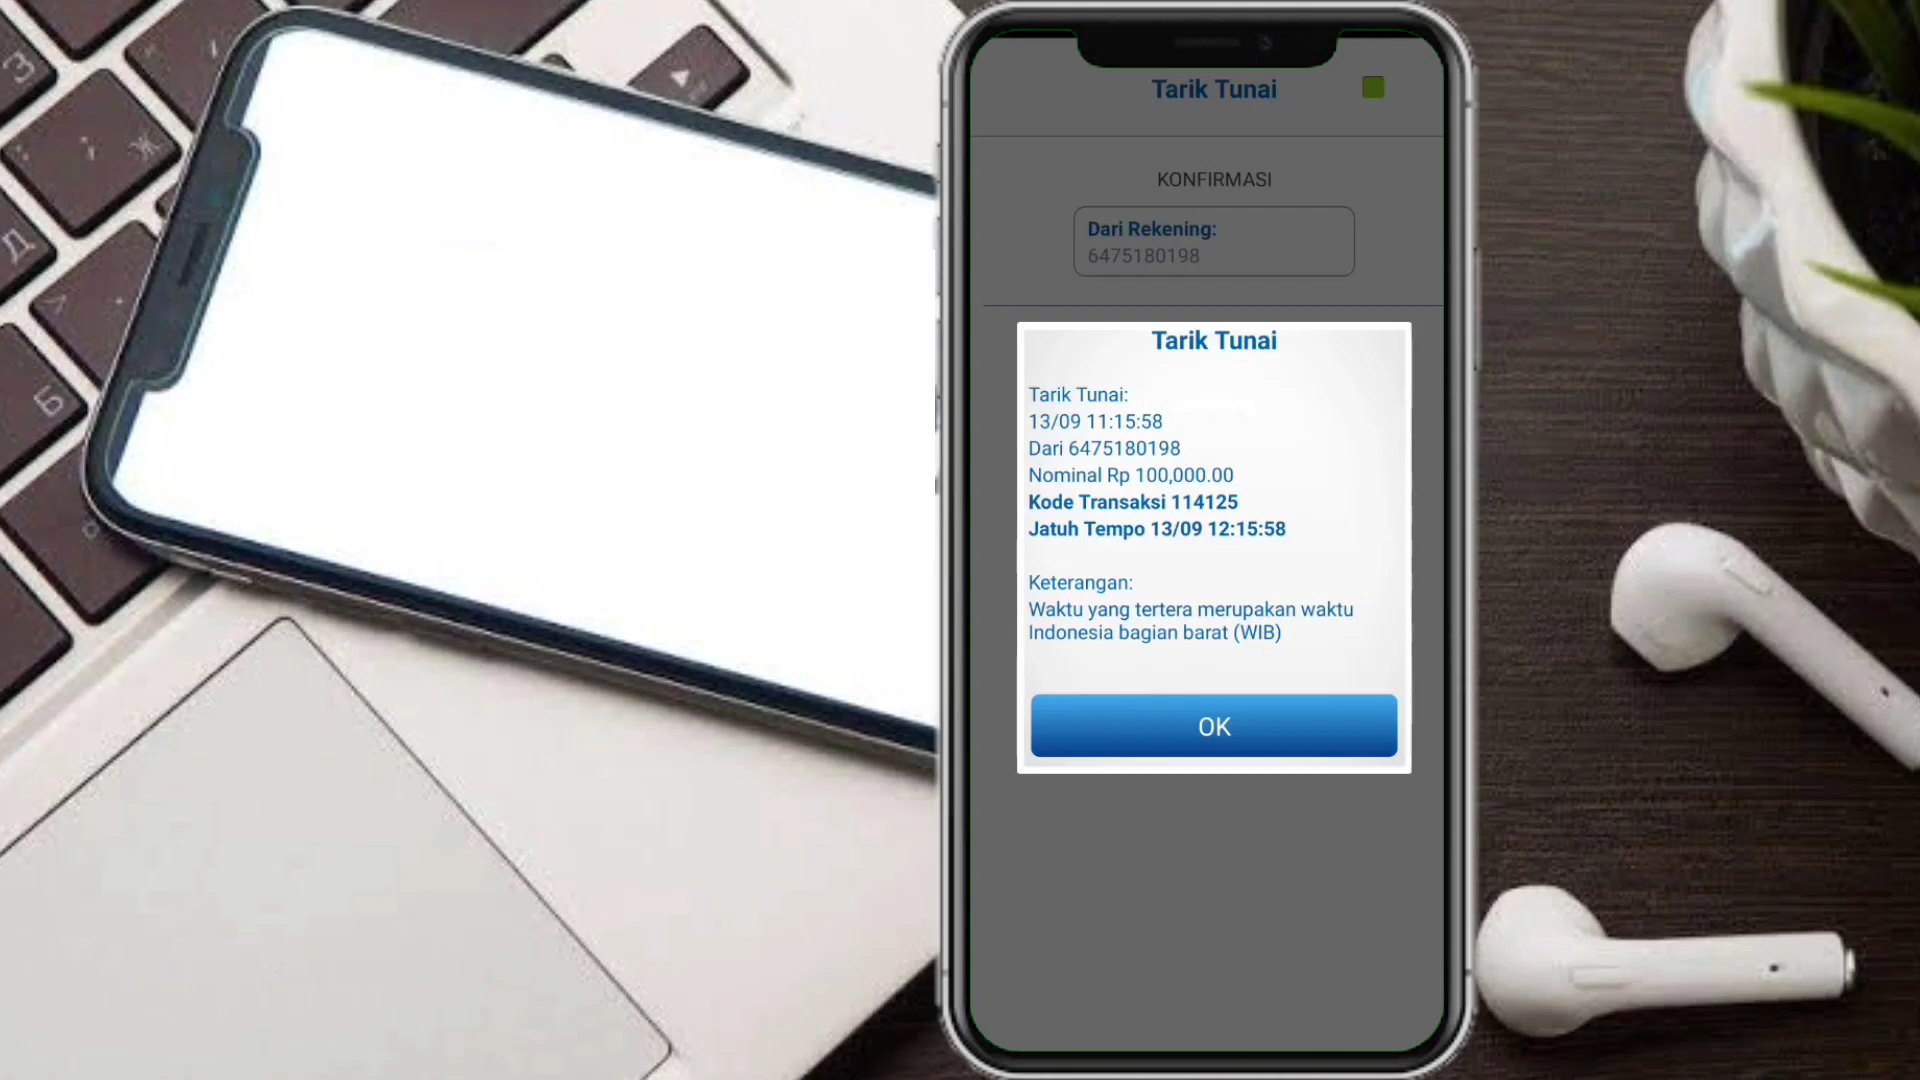 Tarik Tunai
KONFIRMASI
Dari Rekening:
6475180198
Tarik Tunai
Tarik Tunai:
13/09 11:15:58
Dari 6475180198
Nominal Rp 100,000.00
Kode Transaksi 114125
Jatuh Tempo 13/09 12:15:58
Keterangan:
Waktu yang tertera merupakan waktu
Indonesia bagian barat (WIB)
OK
З
Ж
Д
Б